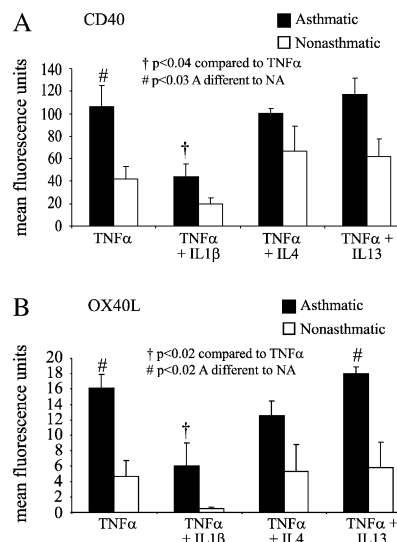 A
CD40
Asthmatic
Nonasthmatic
† p<0.04 compared to TNFα
# p<0.03 A different to NA
mean fluorescence units
140
120
100
80
60
40
20
0
#
†
TNFα
TNFα + IL1β
TNFα + IL4
TNFα + IL13
B
OX40L
Asthmatic
Nonasthmatic
† p<0.02 compared to TNFα
# p<0.02 A different to NA
mean fluorescence units
20
18
16
14
12
10
8
6
4
2
0
#
†
#
TNFα
TNFα + IL1β
TNFα + IL4
TNFα + IL13